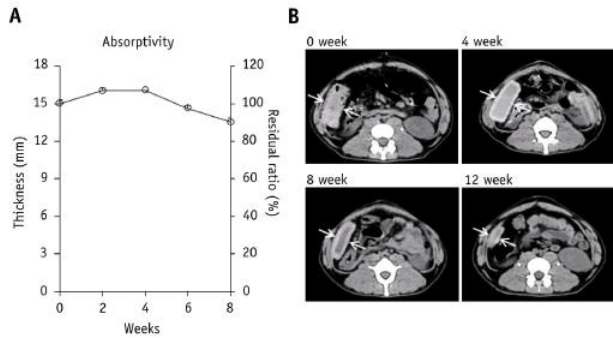 A
Absorptivity
18
15
12
9
6
3
0
Thickness (mm)
120
100
80
60
40
20
0
Residual ratio (%)
0
2
4
6
8
Weeks
B
0 week
4 week
8 week
12 week